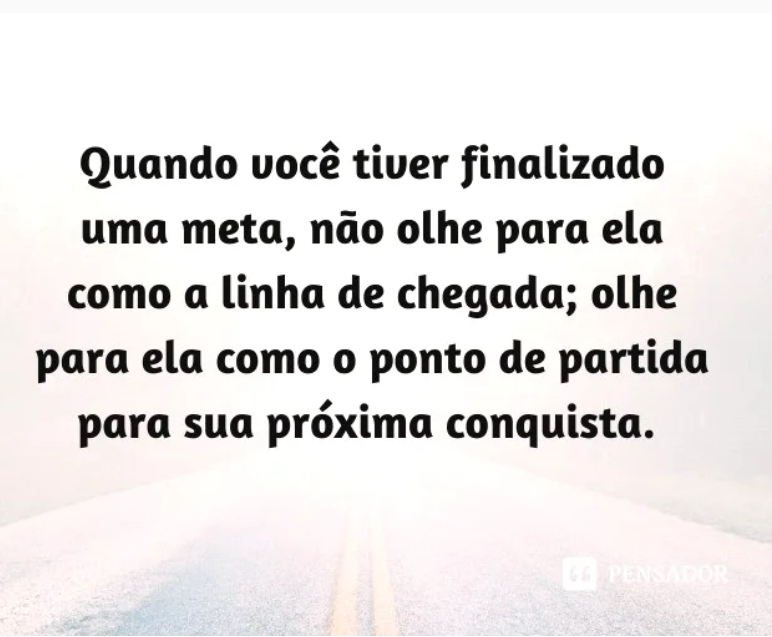 Quando você tiver finalizado
uma meta, não olhe para ela
como a linha de chegada; olhe
para ela como o ponto de partida
para sua próxima conquista.
PENSADOR